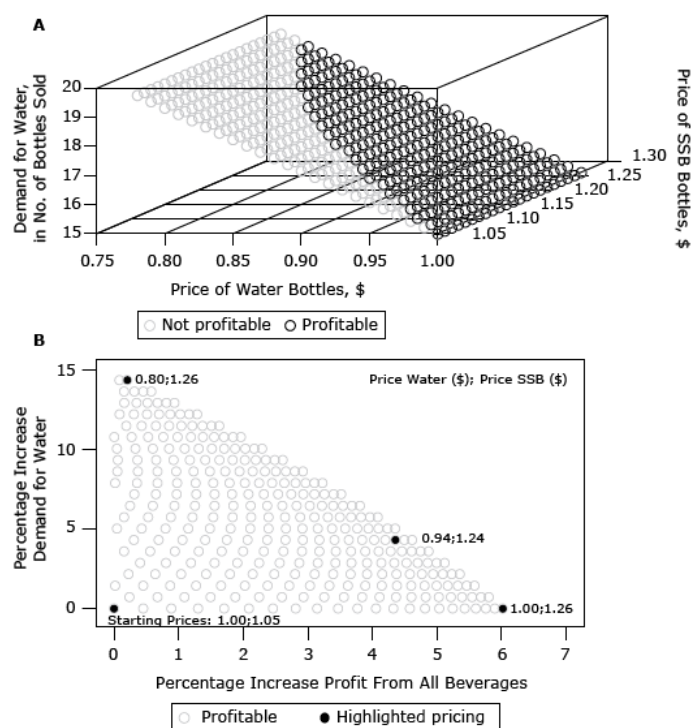 A
Demand for Water,
in No. of Bottles Sold
20
19
18
17
16
15
0.75 0.80 0.85 0.90 0.95 1.00
Price of Water Bottles, $
1.05
1.10
1.15
1.20
1.25
1.30
Price of SSB Bottles, $
Not profitable Profitable
B
Percentage Increase
Demand for Water
15
10
5
0
0.80;1.26
Price Water ($); Price SSB ($)
0.94;1.24
1.00;1.26
Starting Prices: 1.00;1.05
0 1 2 3 4 5 6 7
Percentage Increase Profit From All Beverages
Profitable Highlighted pricing